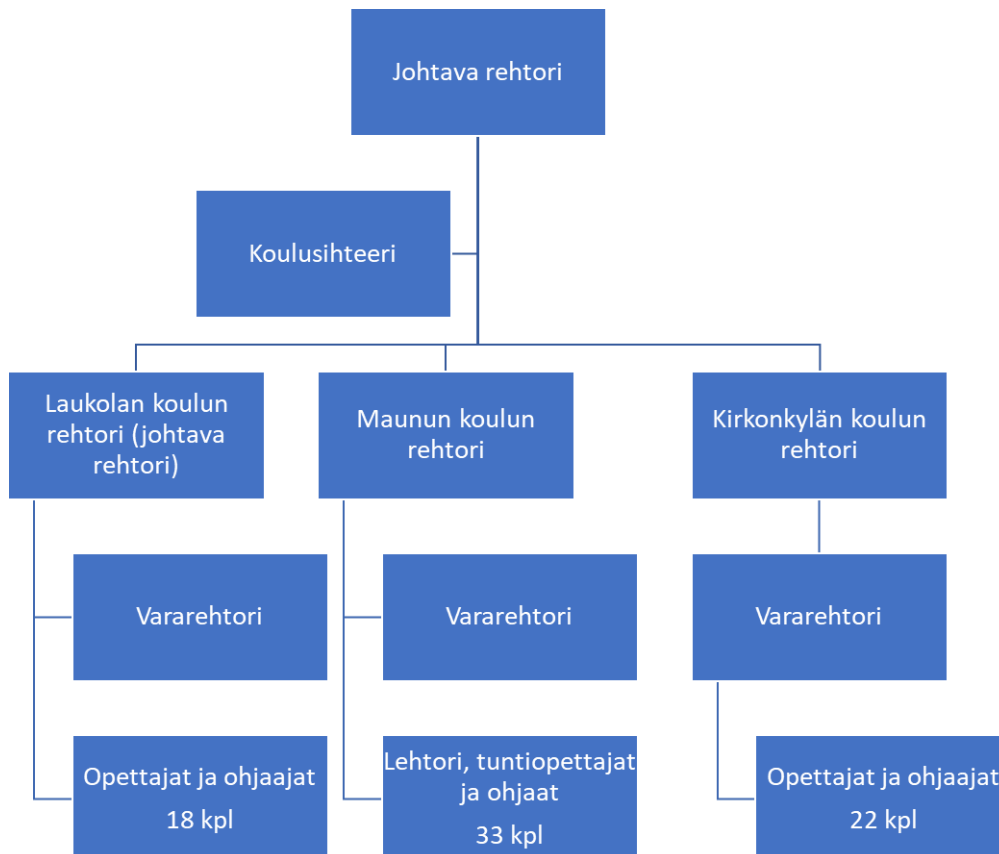 Johtava rehtori
Koulusihteeri
Laukolan koulun
rehtori (johtava
rehtori)
Maunun koulun
rehtori
Kirkonkylän koulun
rehtori
Vararehtori
Vararehtori
Vararehtori
Opettajat ja ohjaajat
18 kpl
Lehtori, tuntiopettajat
ja ohjaat
33 kpl
Opettajat ja ohjaajat
22 kpl